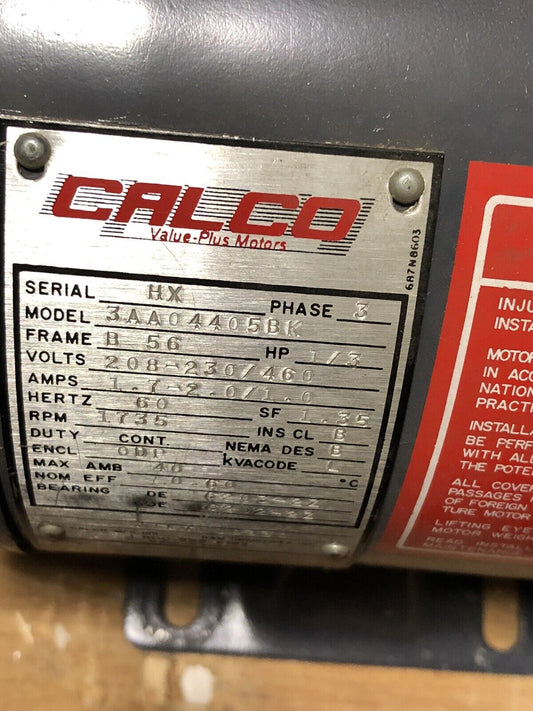 CALCO
Value-Plus Motors
687N8603
SERIAL HX PHASE 3
MODEL 3AA04405BK
FRAME B 56 HP 1/3
VOLTS 208-230/460
AMPS 1.7-2.0/1.0
HERTZ 60 SF 1.35
RPM 1735 INS CL B
DUTY CONT. NEMA DES B
ENCL ODP kVACODE L
MAX AMB 40 °C
NOM EFF
BEARING DE
INJU
INSTA
MOTOR
IN ACC
NATION
PRACTI
INSTALLA
BE PERF
WITH ALL
THE POTE
ALL COVE
PASSAGES
OF FOREIGN
TURE MOTOR
LIFTING EYE
MOTOR WEIGH
READ INSTALL